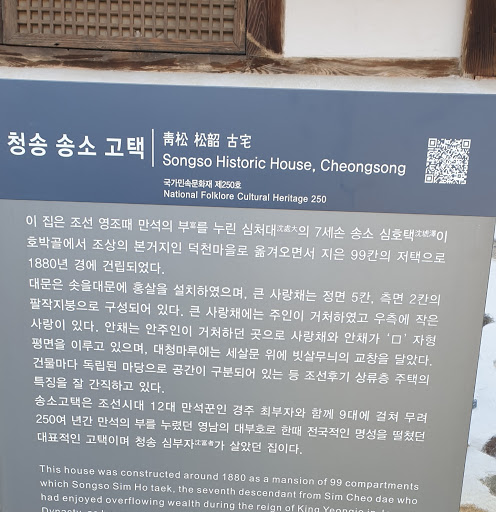 청송 송소 고택
靑松 松韶 古宅
Songso Historic House, Cheongsong
국가민속문화재 제250호
National Folklore Cultural Heritage 250
이 집은 조선 영조때 만석의 부富를 누린 심처대沈處大의 7세손 송소 심호택沈琥澤이
호박골에서 조상의 본거지인 덕천마을로 옮겨오면서 지은 99칸의 저택으로
1880년 경에 건립되었다.
대문은 솟을대문에 홍살을 설치하였으며, 큰 사랑채는 정면 5칸, 측면 2칸의
팔작지붕으로 구성되어 있다. 큰 사랑채에는 주인이 거처하였고 우측에 작은
사랑이 있다. 안채는 안주인이 거처하던 곳으로 사랑채와 안채가 'ㅁ' 자형
평면을 이루고 있으며, 대청마루에는 세살문 위에 빗살무늬의 교창을 달았다.
건물마다 독립된 마당으로 공간이 구분되어 있는 등 조선후기 상류층 주택의
특징을 잘 간직하고 있다.
송소고택은 조선시대 12대 만석꾼인 경주 최부자와 함께 9대에 걸쳐 무려
250여 년간 만석의 부를 누렸던 영남의 대부호로 한때 전국적인 명성을 떨쳤던
대표적인 고택이며 청송 심부자沈富者가 살았던 집이다.
This house was constructed around 1880 as a mansion of 99 compartments
which Songso Sim Ho taek, the seventh descendant from Sim Cheo dae who
had enjoyed overflowing wealth during the reign of King Yeongjo in